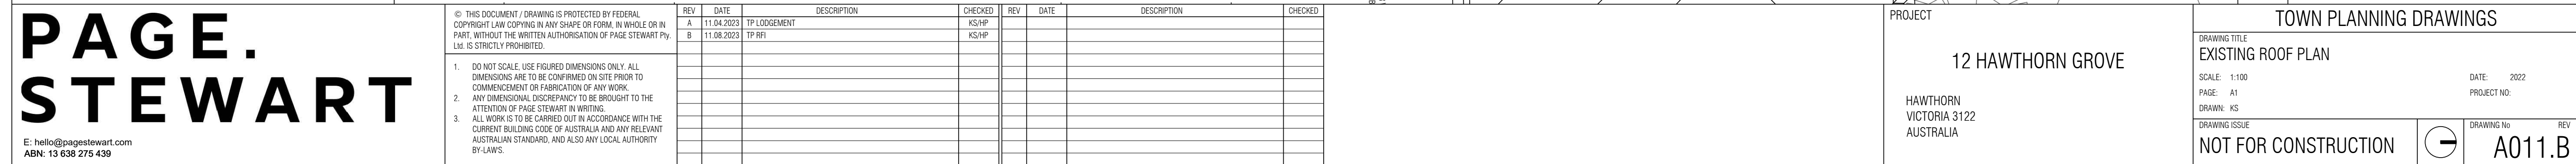 PAGE.
STEWART
E: hello@pagestewart.com
ABN: 13 638 275 439
© THIS DOCUMENT / DRAWING IS PROTECTED BY FEDERAL
COPYRIGHT LAW COPYING IN ANY SHAPE OR FORM, IN WHOLE OR IN
PART, WITHOUT THE WRITTEN AUTHORISATION OF PAGE STEWART Pty.
Ltd. IS STRICTLY PROHIBITED.
1. DO NOT SCALE, USE FIGURED DIMENSIONS ONLY. ALL
DIMENSIONS ARE TO BE CONFIRMED ON SITE PRIOR TO
COMMENCEMENT OR FABRICATION OF ANY WORK.
2. ANY DIMENSIONAL DISCREPANCY TO BE BROUGHT TO THE
ATTENTION OF PAGE STEWART IN WRITING.
3. ALL WORK IS TO BE CARRIED OUT IN ACCORDANCE WITH THE
CURRENT BUILDING CODE OF AUSTRALIA AND ANY RELEVANT
AUSTRALIAN STANDARD, AND ALSO ANY LOCAL AUTHORITY
BY-LAW'S.
REV DATE DESCRIPTION CHECKED
A 11.04.2023 TP LODGEMENT KS/HP
B 11.08.2023 TP RFI KS/HP
REV DATE DESCRIPTION CHECKED
PROJECT
12 HAWTHORN GROVE
HAWTHORN
VICTORIA 3122
AUSTRALIA
TOWN PLANNING DRAWINGS
DRAWING TITLE
EXISTING ROOF PLAN
SCALE: 1:100 DATE: 2022
PAGE: A1 PROJECT NO:
DRAWN: KS
DRAWING ISSUE DRAWING No REV
NOT FOR CONSTRUCTION A011.B